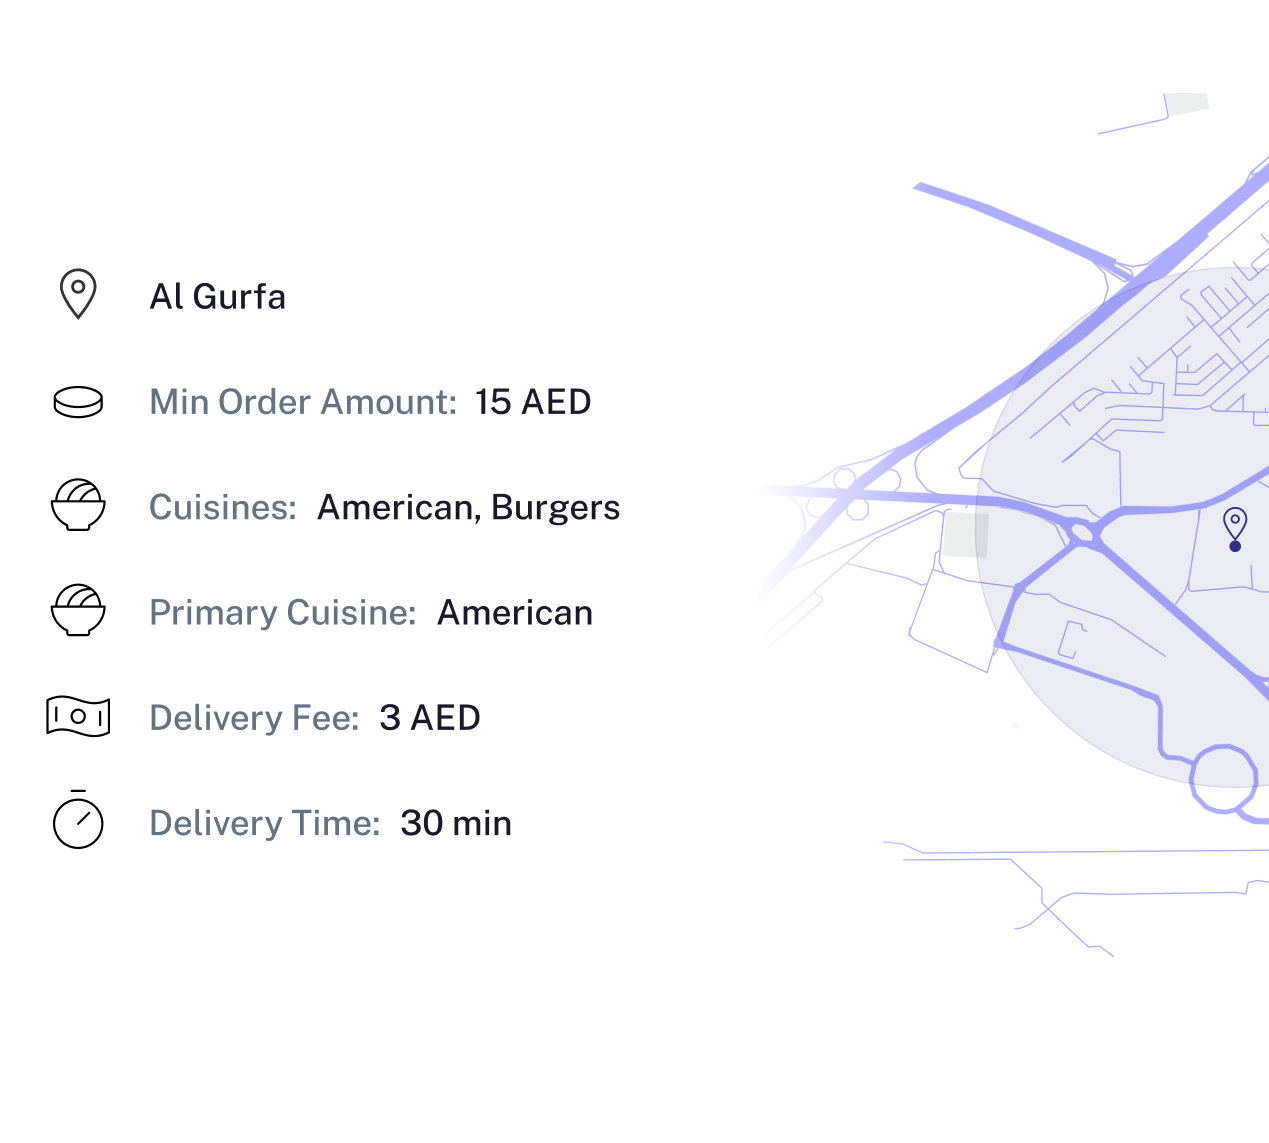 Al Gurfa
Min Order Amount: 15 AED
Cuisines: American, Burgers
Primary Cuisine: American
Delivery Fee: 3 AED
Delivery Time: 30 min